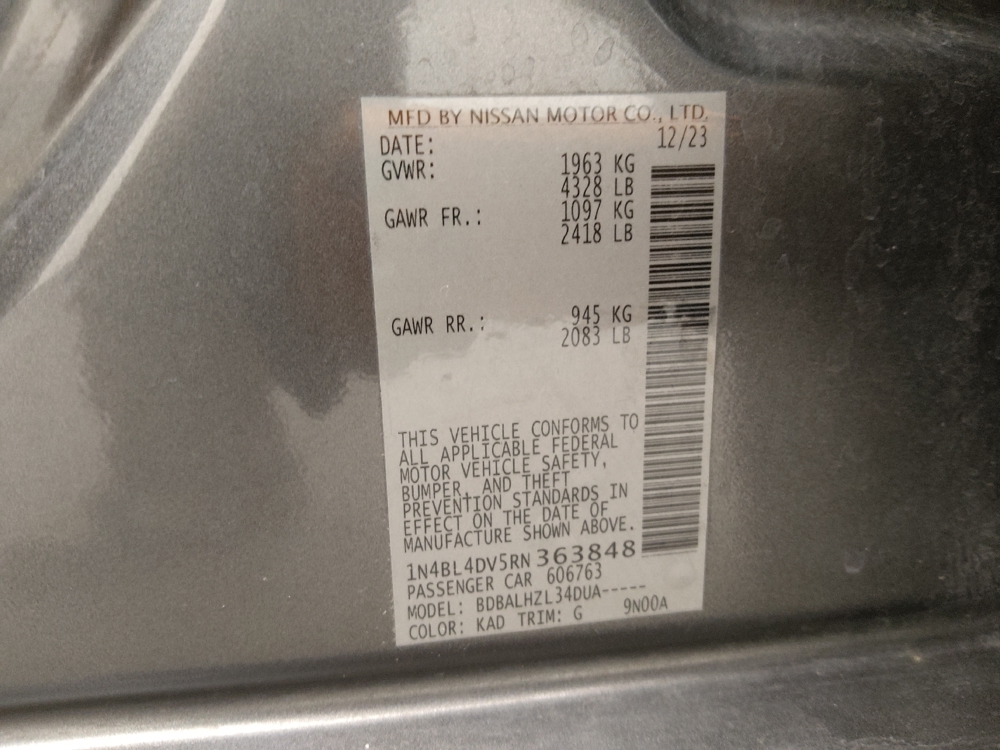 MFD BY NISSAN MOTOR CO., LTD.
DATE: 12/23
GVWR: 1963 KG
4328 LB
GAWR FR.: 1097 KG
2418 LB
GAWR RR.: 945 KG
2083 LB
THIS VEHICLE CONFORMS TO
ALL APPLICABLE FEDERAL
MOTOR VEHICLE SAFETY,
BUMPER, AND THEFT
PREVENTION STANDARDS IN
EFFECT ON THE DATE OF
MANUFACTURE SHOWN ABOVE.
1N4BL4DV5RN 363848
PASSENGER CAR 606763
MODEL: BDBALHZL34DUA-----
COLOR: KAD TRIM: G 9N00A